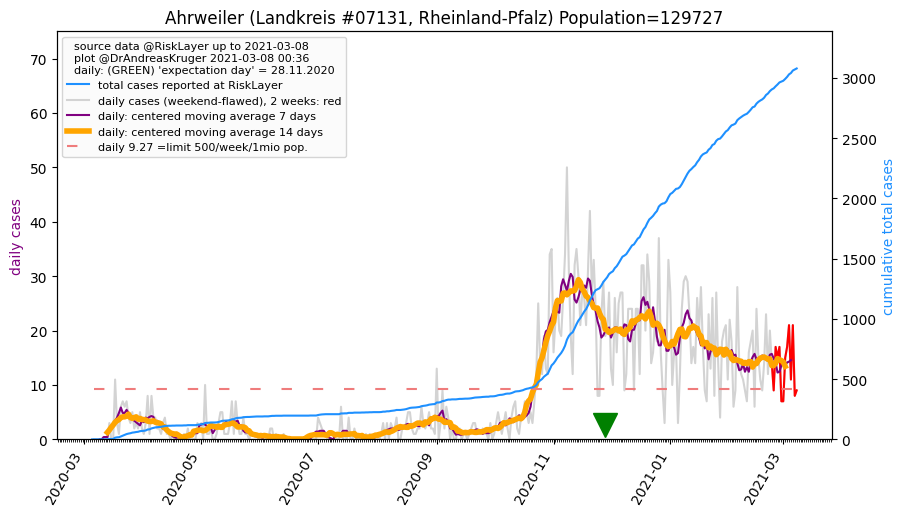 Ahrweiler (Landkreis #07131, Rheinland-Pfalz) Population=129727
source data @RiskLayer up to 2021-03-08
plot @DrAndreasKruger 2021-03-08 00:36
daily: (GREEN) 'expectation day' = 28.11.2020
total cases reported at RiskLayer
daily cases (weekend-flawed), 2 weeks: red
daily: centered moving average 7 days
daily: centered moving average 14 days
daily 9.27 =limit 500/week/1mio pop.
daily cases
70
60
50
40
30
20
10
0
cumulative total cases
3000
2500
2000
1500
1000
500
0
2020-03
2020-05
2020-07
2020-09
2020-11
2021-01
2021-03